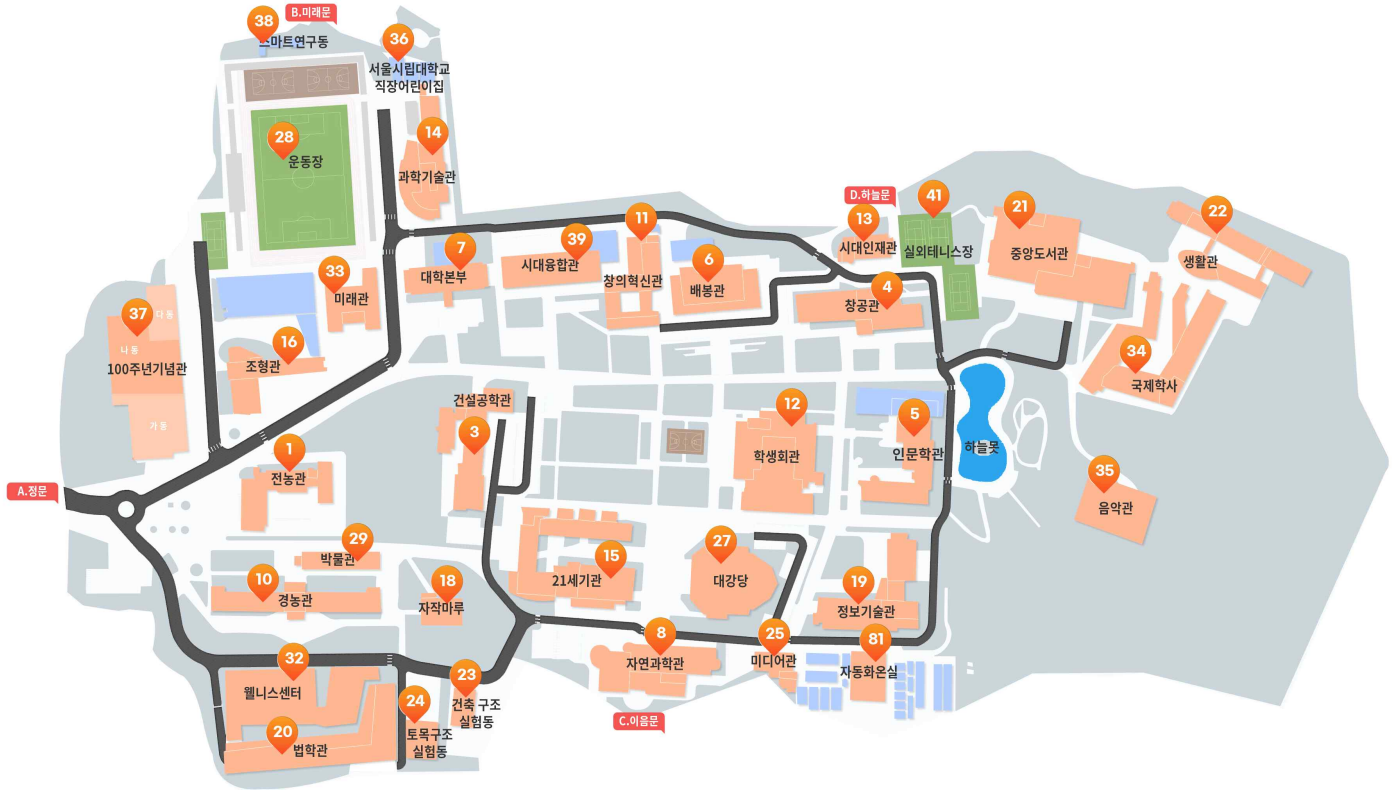 38
B.미래문
스마트연구동
36
서울시립대학교
직장어린이집
28
운동장
14
과학기술관
D.하늘문
41
13
시대인재관
실외테니스장
21
중앙도서관
22
생활관
11
창의혁신관
39
시대융합관
7
대학본부
6
배봉관
4
창공관
33
미래관
37
다 동
나 동
100주년기념관
가 동
16
조형관
34
국제학사
건설공학관
3
12
학생회관
5
인문학관
하늘못
1
전농관
35
음악관
A.정문
29
박물관
10
경농관
18
자작마루
15
21세기관
27
대강당
19
정보기술관
8
자연과학관
25
미디어관
81
자동화온실
32
웰니스센터
23
건축 구조
실험동
24
토목구조
실험동
20
법학관
C.이음문